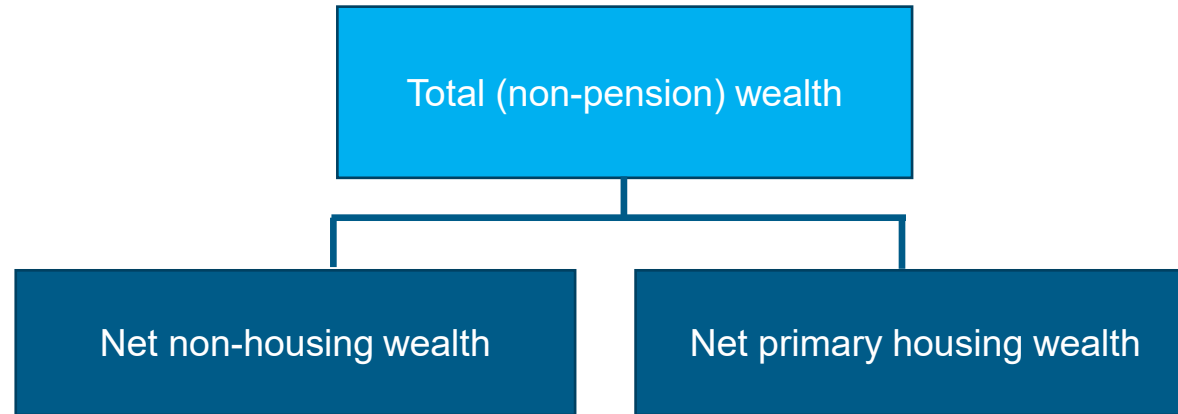 Total (non-pension) wealth
Net non-housing wealth
Net primary housing wealth